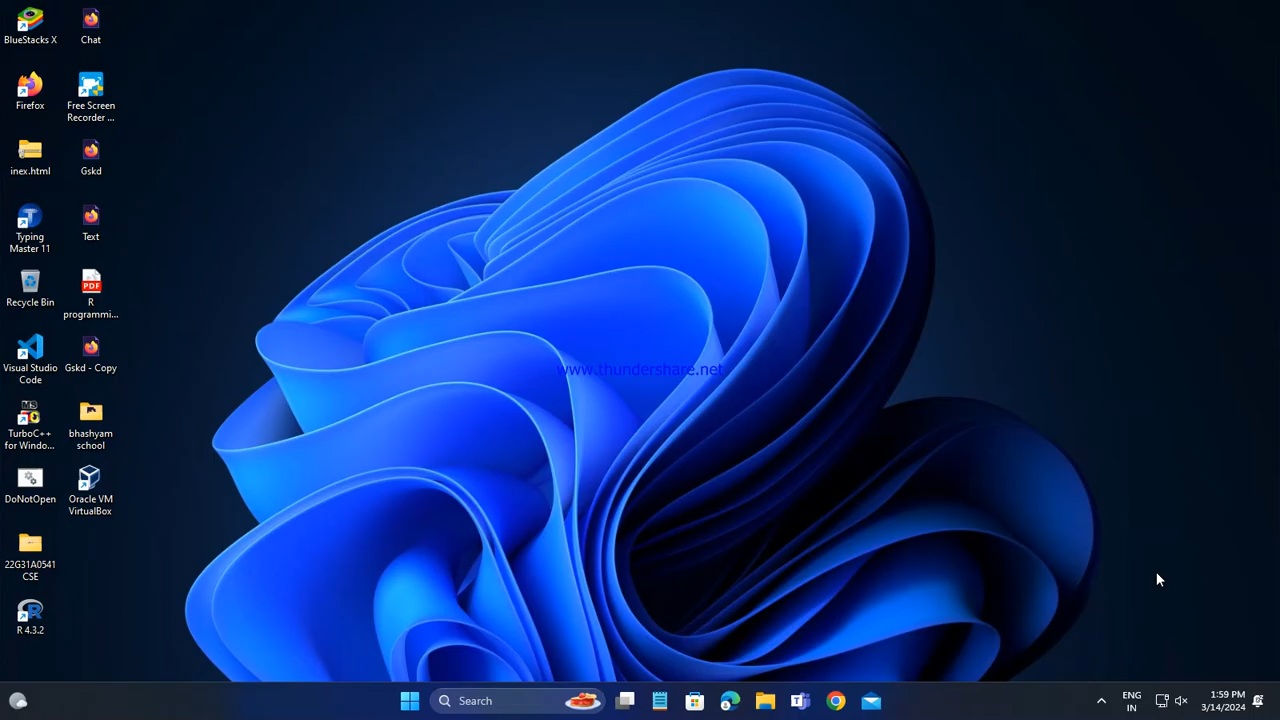 BlueStacks X
Chat
Firefox
Free Screen
Recorder ...
inex.html
Gskd
Typing
Master 11
Text
Recycle Bin
R
programmi...
Visual Studio
Code
Gskd - Copy
TurboC++
for Windo...
bhashyam
school
DoNotOpen
Oracle VM
VirtualBox
22G31A0541
CSE
R 4.3.2
www.thundershare.net
Search
ENG
IN
1:59 PM
3/14/2024